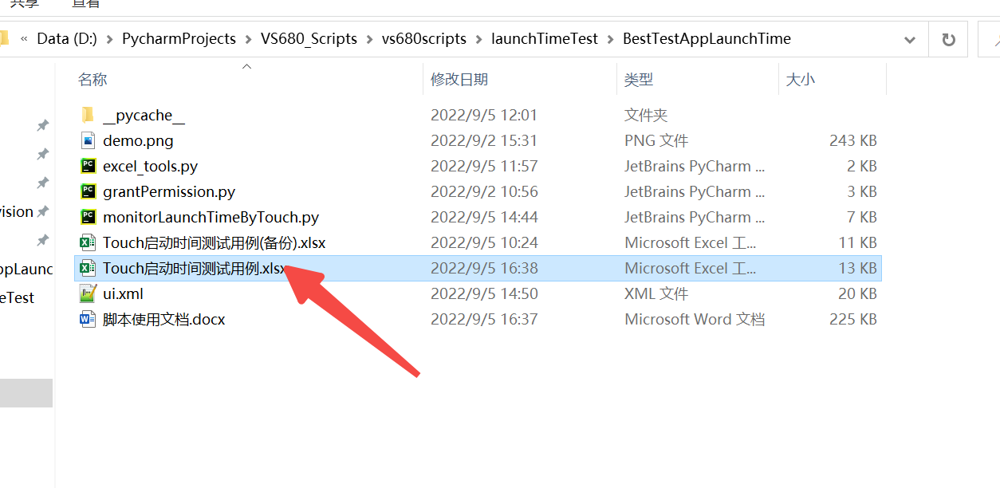 共享 查看
« Data (D:) > PycharmProjects > VS680_Scripts > vs680scripts > launchTimeTest > BestTestAppLaunchTime
名称 修改日期 类型 大小
__pycache__ 2022/9/5 12:01 文件夹
demo.png 2022/9/2 15:31 PNG 文件 243 KB
excel_tools.py 2022/9/5 11:57 JetBrains PyCharm ... 2 KB
grantPermission.py 2022/9/2 10:56 JetBrains PyCharm ... 3 KB
vision monitorLaunchTimeByTouch.py 2022/9/5 14:44 JetBrains PyCharm ... 7 KB
Touch启动时间测试用例(备份).xlsx 2022/9/5 10:24 Microsoft Excel 工... 11 KB
ppLaunc Touch启动时间测试用例.xlsx 2022/9/5 16:38 Microsoft Excel 工... 13 KB
eTest ui.xml 2022/9/5 14:50 XML 文件 20 KB
脚本使用文档.docx 2022/9/5 16:37 Microsoft Word 文档 225 KB